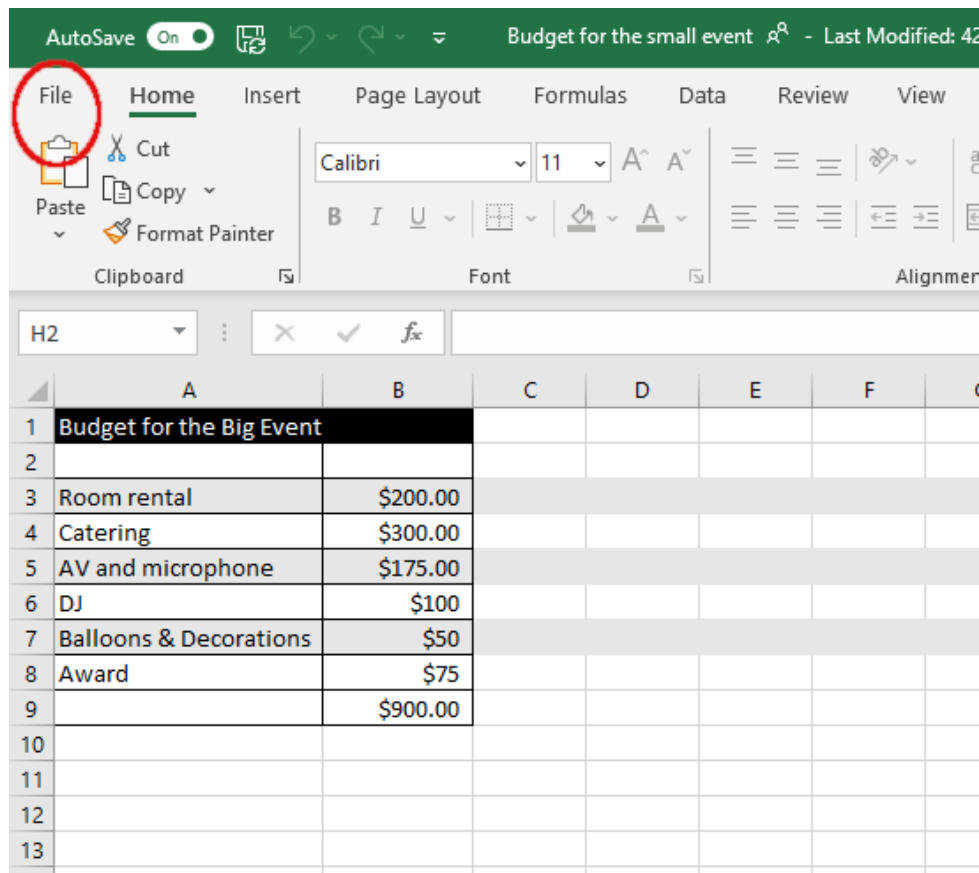 AutoSave On Budget for the small event - Last Modified: 42
File Home Insert Page Layout Formulas Data Review View
Cut
Calibri 11 A A
Copy
Paste
B I U A
Format Painter
Clipboard Font Alignmen
H2 fx
A B C D E F
1 Budget for the Big Event
2
3 Room rental $200.00
4 Catering $300.00
5 AV and microphone $175.00
6 DJ $100
7 Balloons & Decorations $50
8 Award $75
9 $900.00
10
11
12
13